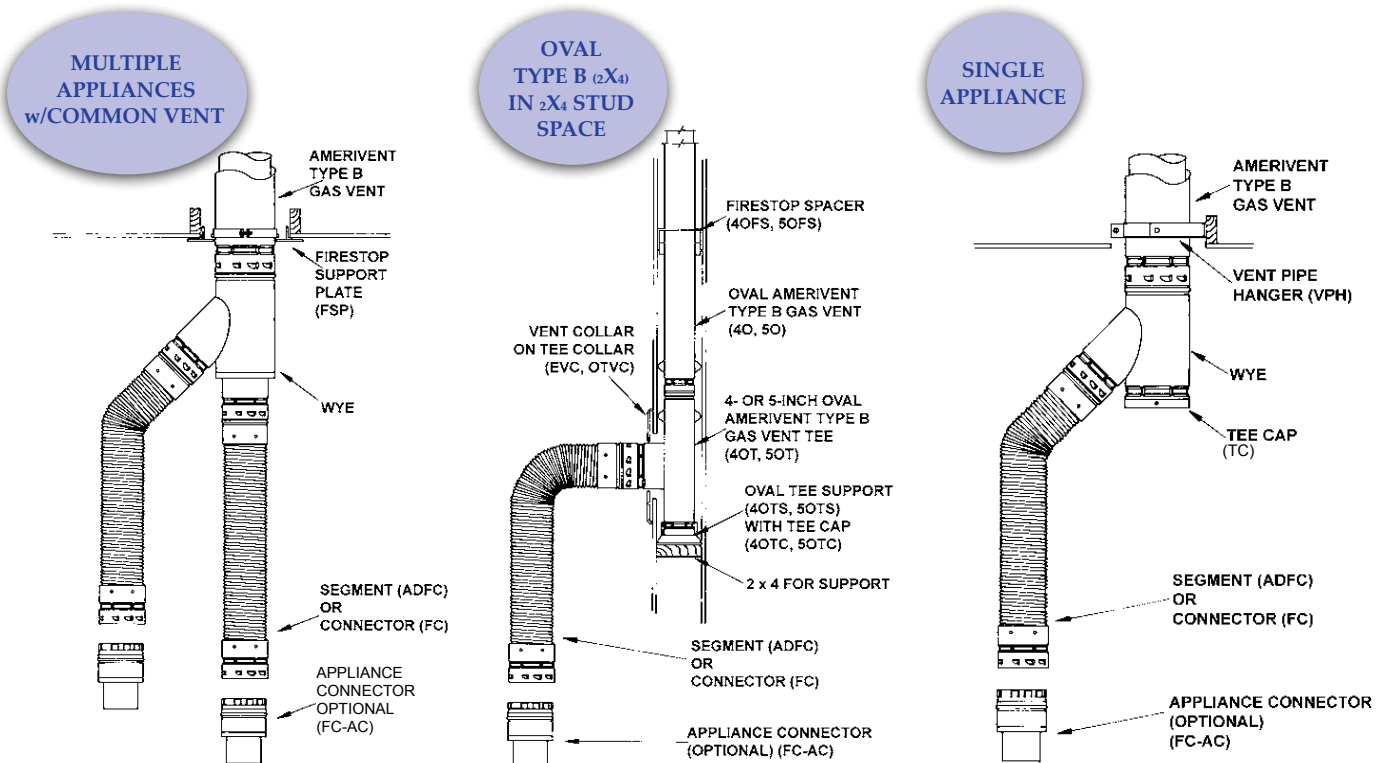 MULTIPLE
APPLIANCES
w/COMMON VENT
AMERIVENT
TYPE B
GAS VENT
FIRESTOP
SUPPORT
PLATE
(FSP)
WYE
SEGMENT (ADFC)
OR
CONNECTOR (FC)
APPLIANCE
CONNECTOR
OPTIONAL
(FC-AC)
OVAL
TYPE B (2X4)
IN 2X4 STUD
SPACE
FIRESTOP SPACER
(4OFS, 5OFS)
OVAL AMERIVENT
TYPE B GAS VENT
(4O, 5O)
VENT COLLAR
ON TEE COLLAR
(EVC, OTVC)
4- OR 5-INCH OVAL
AMERIVENT TYPE B
GAS VENT TEE
(4OT, 5OT)
OVAL TEE SUPPORT
(4OTS, 5OTS)
WITH TEE CAP
(4OTC, 5OTC)
2 x 4 FOR SUPPORT
SEGMENT (ADFC)
OR
CONNECTOR (FC)
APPLIANCE CONNECTOR
(OPTIONAL) (FC-AC)
SINGLE
APPLIANCE
AMERIVENT
TYPE B
GAS VENT
VENT PIPE
HANGER (VPH)
WYE
TEE CAP
(TC)
SEGMENT (ADFC)
OR
CONNECTOR (FC)
APPLIANCE CONNECTOR
(OPTIONAL)
(FC-AC)